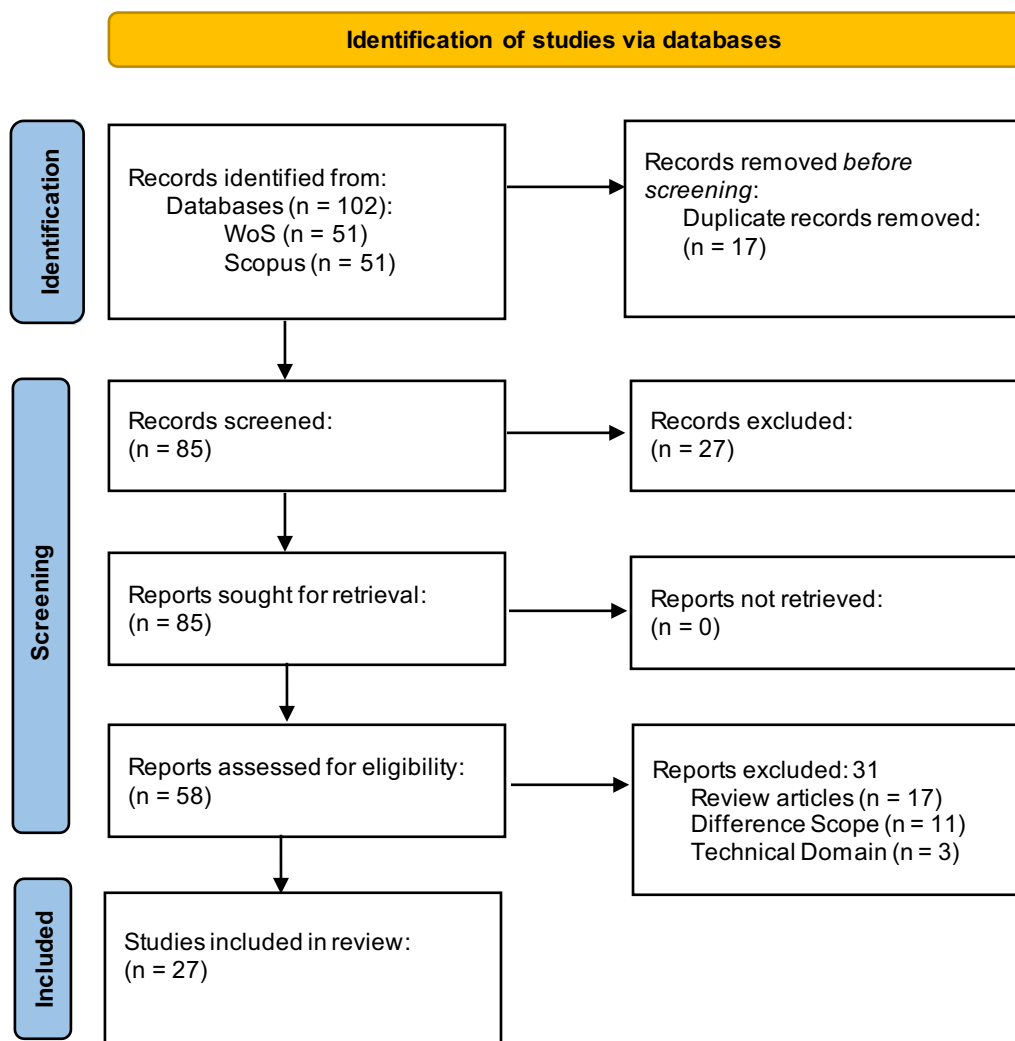 Identification of studies via databases
Identification
Records identified from:
Databases (n = 102):
WoS (n = 51)
Scopus (n = 51)
Records removed before
screening:
Duplicate records removed:
(n = 17)
Screening
Records screened:
(n = 85)
Records excluded:
(n = 27)
Reports sought for retrieval:
(n = 85)
Reports not retrieved:
(n = 0)
Reports assessed for eligibility:
(n = 58)
Reports excluded: 31
Review articles (n = 17)
Difference Scope (n = 11)
Technical Domain (n = 3)
Included
Studies included in review:
(n = 27)